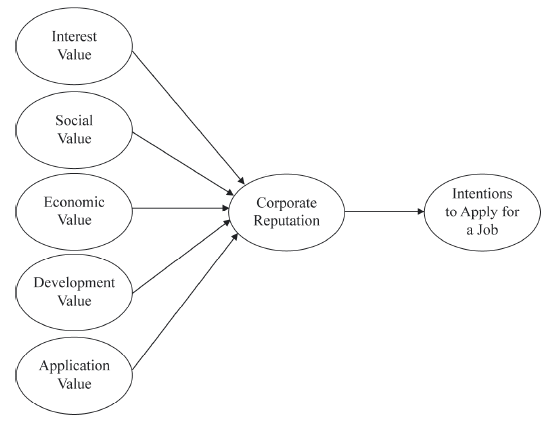 Interest
Value
Social
Value
Economic
Value
Development
Value
Application
Value
Corporate
Reputation
Intentions
to Apply for
a Job